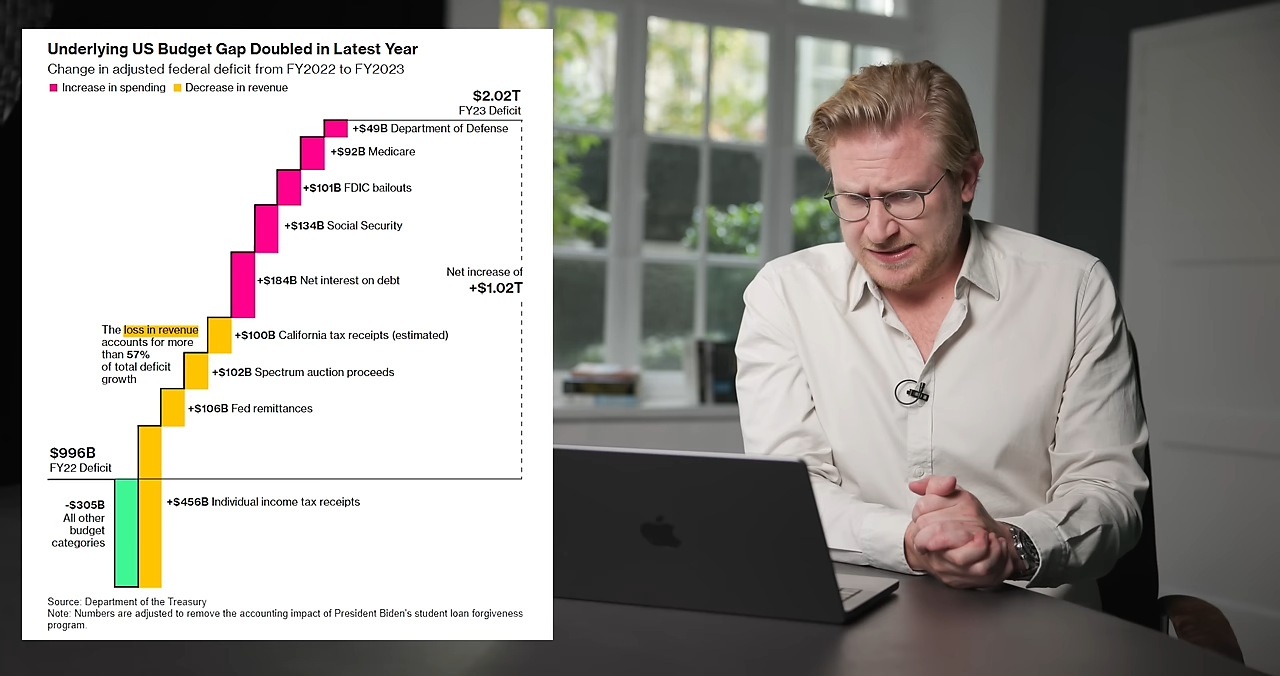 Underlying US Budget Gap Doubled in Latest Year
Change in adjusted federal deficit from FY2022 to FY2023
Increase in spending Decrease in revenue
$2.02T
FY23 Deficit
+$49B Department of Defense
+$92B Medicare
+$101B FDIC bailouts
+$134B Social Security
Net increase of
+$1.02T
+$184B Net interest on debt
The loss in revenue
accounts for more
than 57%
of total deficit
growth
+$100B California tax receipts (estimated)
+$102B Spectrum auction proceeds
+$106B Fed remittances
$996B
FY22 Deficit
-$305B
All other
budget
categories
+$456B Individual income tax receipts
Source: Department of the Treasury
Note: Numbers are adjusted to remove the accounting impact of President Biden's student loan forgiveness
program.